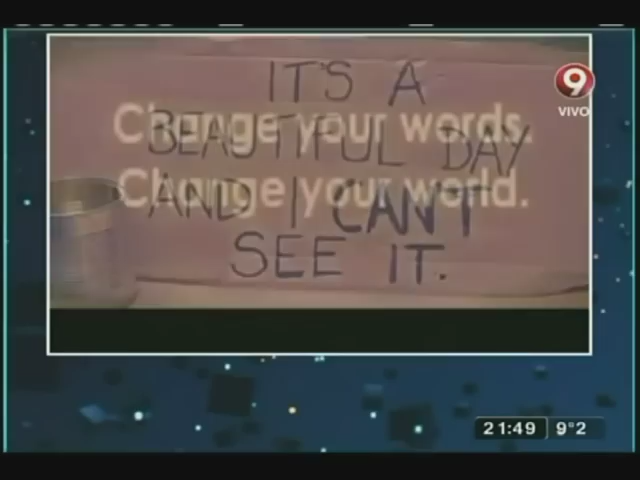 IT'S A
Change your words.
BEAUTIFUL DAY
Change your world.
AND I CAN'T
SEE IT.
9
VIVO
21:49 9°2